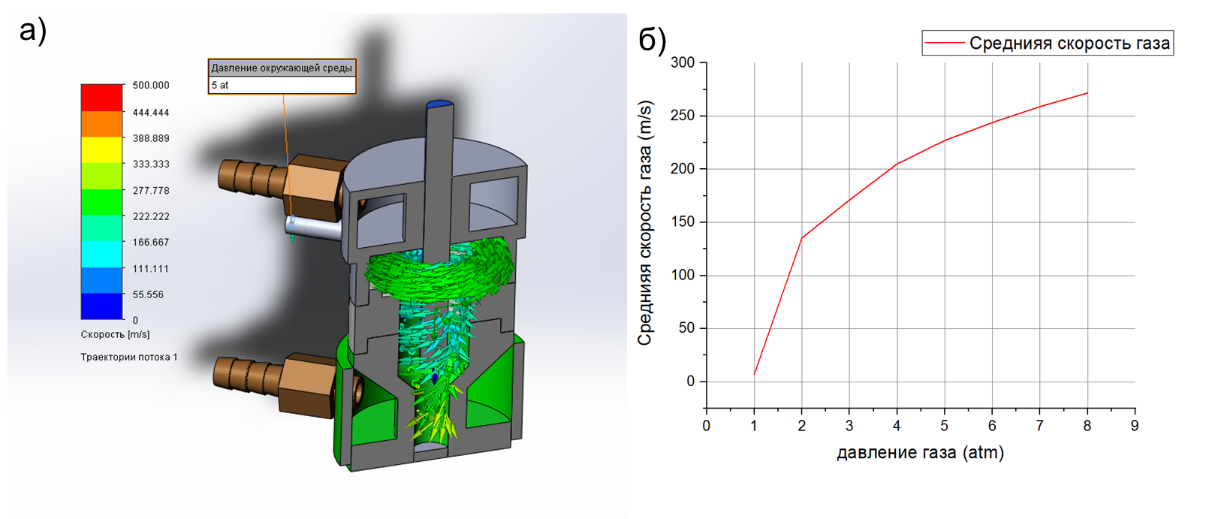 а)
Давление окружающей среды
5 at
500.000
444.444
388.889
333.333
277.778
222.222
166.667
111.111
55.556
0
Скорость [m/s]
Траектории потока 1
б)
Среднияя скорость газа
Среднияя скорость газа (m/s)
300
250
200
150
100
50
0
0 1 2 3 4 5 6 7 8 9
давление газа (atm)